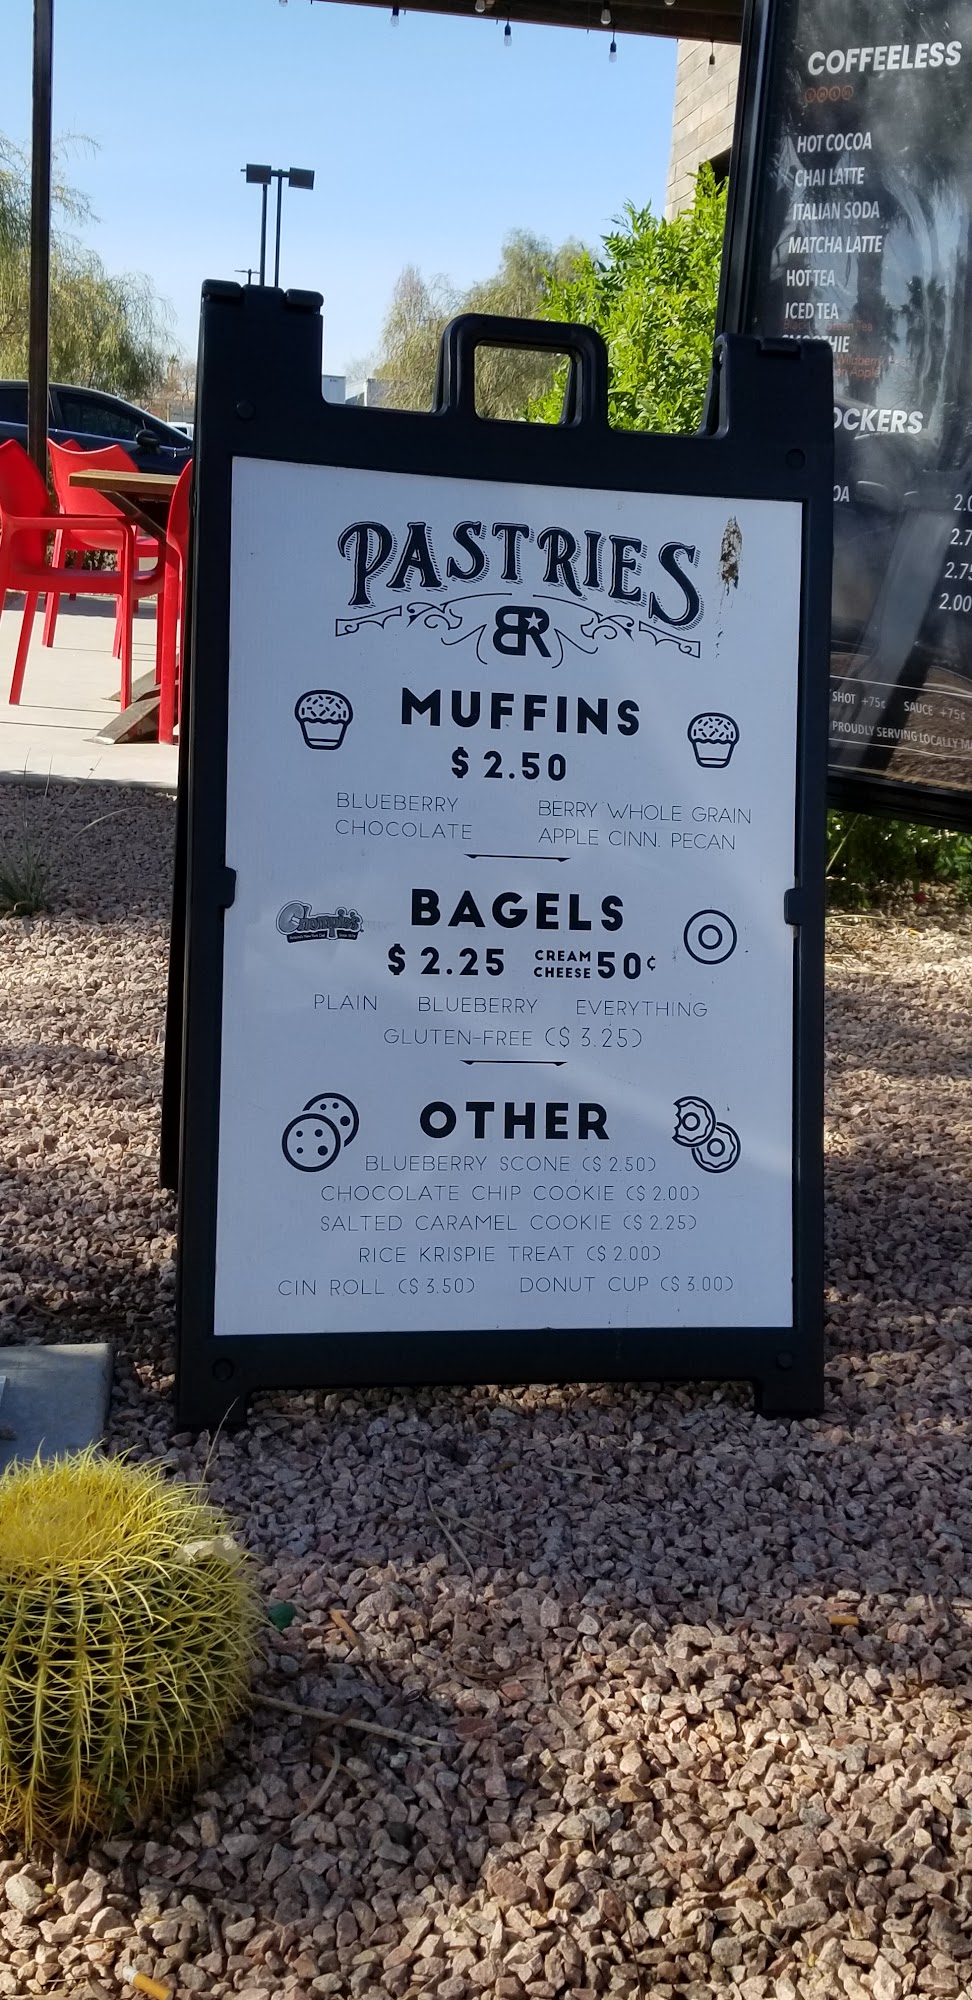 PASTRIES
BR
MUFFINS
$2.50
BLUEBERRY BERRY WHOLE GRAIN
CHOCOLATE APPLE CINN. PECAN
Chompie's
BAGELS
$2.25 CREAM CHEESE 50¢
PLAIN BLUEBERRY EVERYTHING
GLUTEN-FREE ($3.25)
OTHER
BLUEBERRY SCONE ($2.50)
CHOCOLATE CHIP COOKIE ($2.00)
SALTED CARAMEL COOKIE ($2.25)
RICE KRISPIE TREAT ($2.00)
CIN ROLL ($3.50) DONUT CUP ($3.00)
COFFEELESS
HOT COCOA
CHAI LATTE
ITALIAN SODA
MATCHA LATTE
HOT TEA
ICED TEA
SMOOTHIE
OCKERS
OA
2.75
2.00
SHOT +75¢ SAUCE +75¢
PROUDLY SERVING LOCALLY